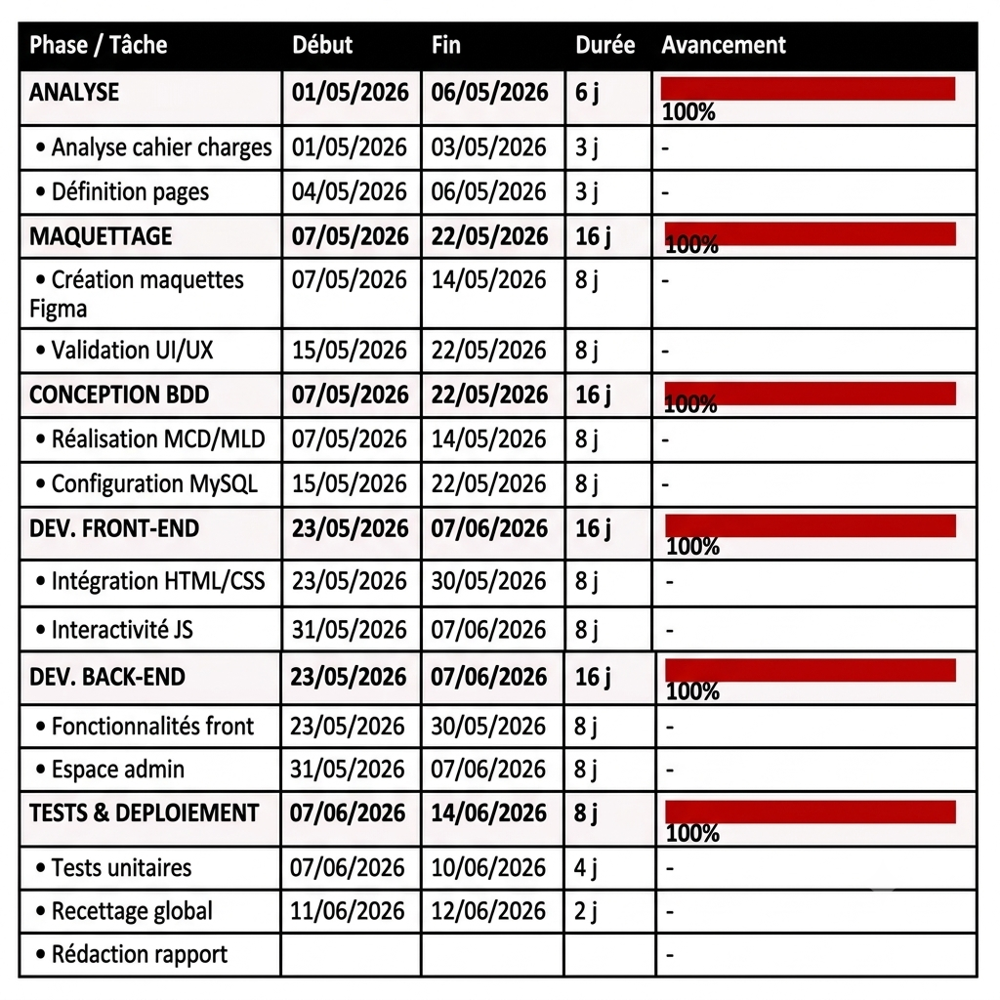 Phase / Tâche Début Fin Durée Avancement
ANALYSE 01/05/2026 06/05/2026 6 j 100%
• Analyse cahier charges 01/05/2026 03/05/2026 3 j -
• Définition pages 04/05/2026 06/05/2026 3 j -
MAQUETTAGE 07/05/2026 22/05/2026 16 j 100%
• Création maquettes 07/05/2026 14/05/2026 8 j -
Figma
• Validation UI/UX 15/05/2026 22/05/2026 8 j -
CONCEPTION BDD 07/05/2026 22/05/2026 16 j 100%
• Réalisation MCD/MLD 07/05/2026 14/05/2026 8 j -
• Configuration MySQL 15/05/2026 22/05/2026 8 j -
DEV. FRONT-END 23/05/2026 07/06/2026 16 j 100%
• Intégration HTML/CSS 23/05/2026 30/05/2026 8 j -
• Interactivité JS 31/05/2026 07/06/2026 8 j -
DEV. BACK-END 23/05/2026 07/06/2026 16 j 100%
• Fonctionnalités front 23/05/2026 30/05/2026 8 j -
• Espace admin 31/05/2026 07/06/2026 8 j -
TESTS & DEPLOIEMENT 07/06/2026 14/06/2026 8 j 100%
• Tests unitaires 07/06/2026 10/06/2026 4 j -
• Recettage global 11/06/2026 12/06/2026 2 j -
• Rédaction rapport -